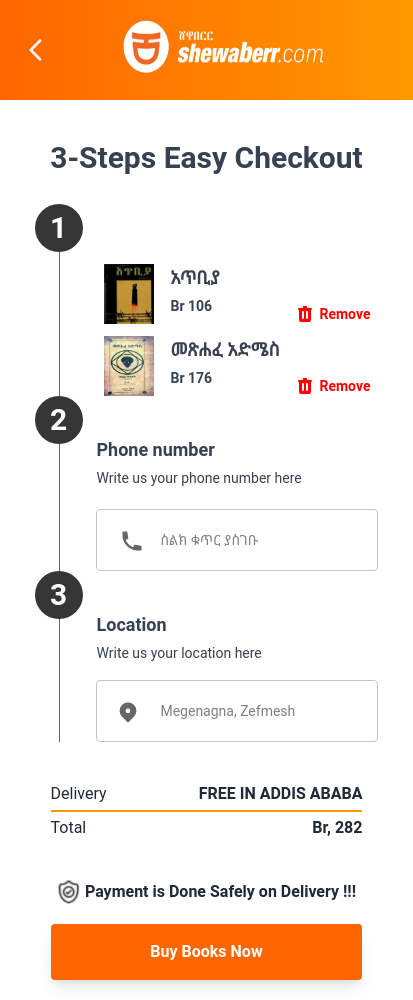 ሸዋበርር
shewaberr.com
3-Steps Easy Checkout
1
አጥቢያ
አጥቢያ
Br 106
Remove
መጽሐፈ አድሜስ
Br 176
Remove
2
Phone number
Write us your phone number here
ስልክ ቁጥር ያስገቡ
3
Location
Write us your location here
Megenagna, Zefmesh
Delivery FREE IN ADDIS ABABA
Total Br, 282
Payment is Done Safely on Delivery !!!
Buy Books Now